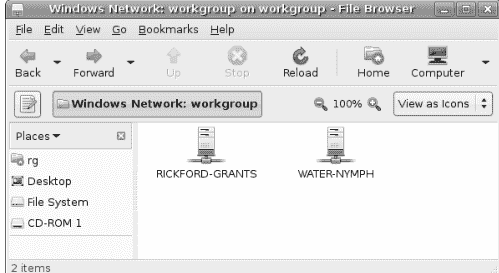 Windows Network: workgroup on workgroup - File Browser
File Edit View Go Bookmarks Help
Back Forward Up Stop Reload Home Computer
Windows Network: workgroup 100% View as Icons
Places
rg
Desktop
File System
CD-ROM 1
RICKFORD-GRANTS WATER-NYMPH
2 items